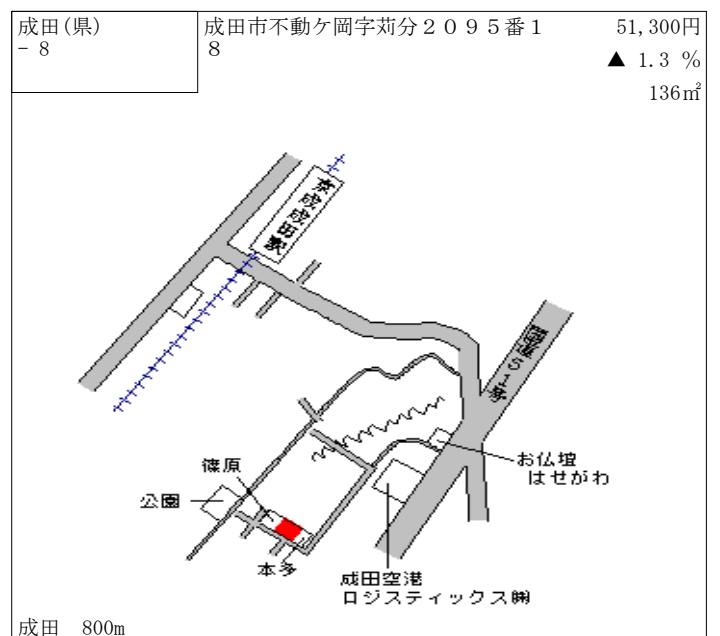 成田(県)
- 8
成田市不動ケ岡字苅分２０９５番１
８
51,300円
▲ 1.3 %
136㎡
京成成田駅
国道５１号
お仏壇
はせがわ
篠原
公園
本多
成田空港
ロジスティックス㈱
成田　800m